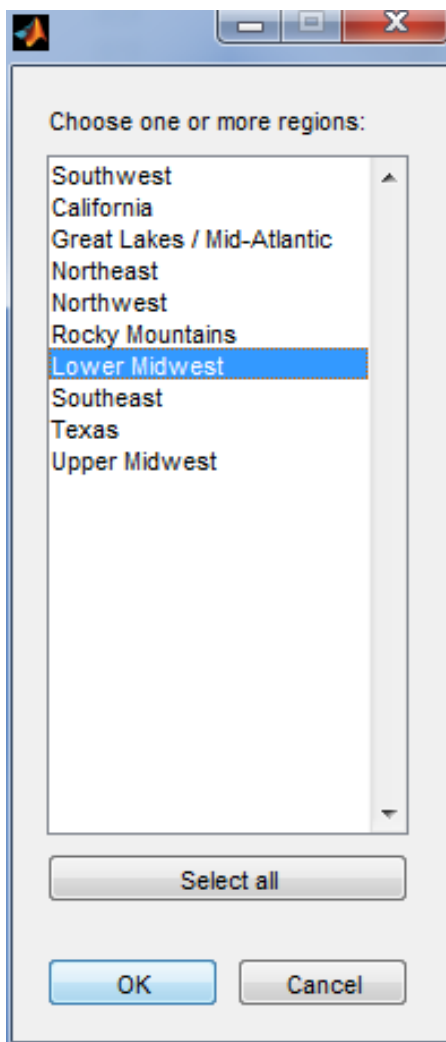 Choose one or more regions:
Southwest
California
Great Lakes / Mid-Atlantic
Northeast
Northwest
Rocky Mountains
Lower Midwest
Southeast
Texas
Upper Midwest
Select all
OK
Cancel